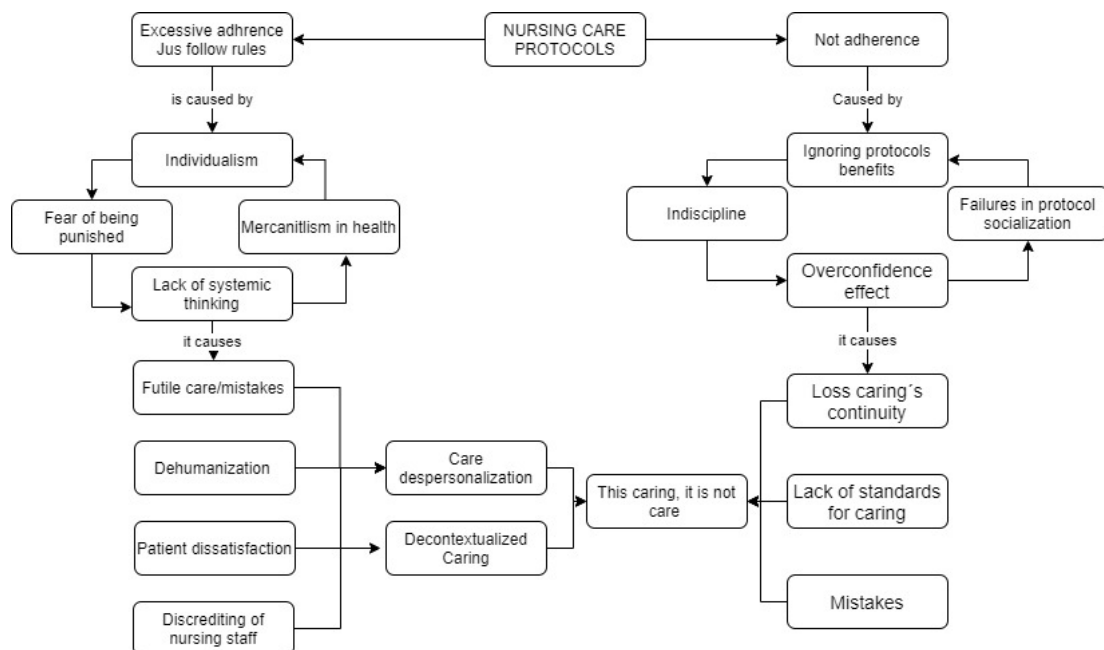 Excessive adhrence
Jus follow rules
NURSING CARE
PROTOCOLS
Not adherence
is caused by
Caused by
Individualism
Ignoring protocols
benefits
Fear of being
punished
Mercanitlism in health
Indiscipline
Failures in protocol
socialization
Lack of systemic
thinking
Overconfidence
effect
it causes
it causes
Futile care/mistakes
Loss caring´s
continuity
Dehumanization
Care
despersonalization
This caring, it is not
care
Lack of standards
for caring
Patient dissatisfaction
Decontextualized
Caring
Discrediting of
nursing staff
Mistakes